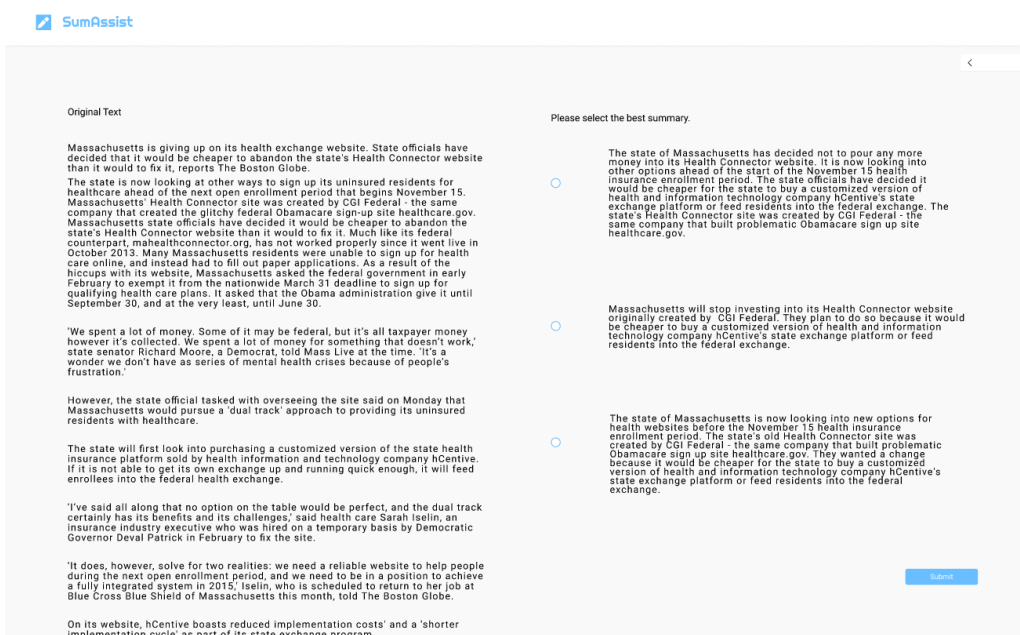 SumAssist
Original Text
Massachusetts is giving up on its health exchange website. State officials have
decided that it would be cheaper to abandon the state's Health Connector website
than it would to fix it, reports The Boston Globe.
The state is now looking at other ways to sign up its uninsured residents for
healthcare ahead of the next open enrollment period that begins November 15.
Massachusetts' Health Connector site was created by CGI Federal - the same
company that created the glitchy federal Obamacare sign-up site healthcare.gov.
Massachusetts state officials have decided it would be cheaper to abandon the
state's Health Connector website than it would to fix it. Much like its federal
counterpart, mahealthconnector.org, has not worked properly since it went live in
October 2013. Many Massachusetts residents were unable to sign up for health
care online, and instead had to fill out paper applications. As a result of the
hiccups with its website, Massachusetts asked the federal government in early
February to exempt it from the nationwide March 31 deadline to sign up for
qualifying health care plans. It asked that the Obama administration give it until
September 30, and at the very least, until June 30.
'We spent a lot of money. Some of it may be federal, but it's all taxpayer money
however it's collected. We spent a lot of money for something that doesn't work,'
state senator Richard Moore, a Democrat, told Mass Live at the time. 'It's a
wonder we don't have as series of mental health crises because of people's
frustration.'
However, the state official tasked with overseeing the site said on Monday that
Massachusetts would pursue a 'dual track' approach to providing its uninsured
residents with healthcare.
The state will first look into purchasing a customized version of the state health
insurance platform sold by health information and technology company hCentive.
If it is not able to get its own exchange up and running quick enough, it will feed
enrollees into the federal health exchange.
'I've said all along that no option on the table would be perfect, and the dual track
certainly has its benefits and its challenges,' said health care Sarah Iselin, an
insurance industry executive who was hired on a temporary basis by Democratic
Governor Deval Patrick in February to fix the site.
'It does, however, solve for two realities: we need a reliable website to help people
during the next open enrollment period, and we need to be in a position to achieve
a fully integrated system in 2015,' Iselin, who is scheduled to return to her job at
Blue Cross Blue Shield of Massachusetts this month, told The Boston Globe.
On its website, hCentive boasts reduced implementation costs' and a 'shorter
implementation cycle' as part of its state exchange program.
Please select the best summary.
The state of Massachusetts has decided not to pour any more
money into its Health Connector website. It is now looking into
other options ahead of the start of the November 15 health
insurance enrollment period. The state officials have decided it
would be cheaper for the state to buy a customized version of
health and information technology company hCentive's state
exchange platform or feed residents into the federal exchange. The
state's Health Connector site was created by CGI Federal - the
same company that built problematic Obamacare sign up site
healthcare.gov.
Massachusetts will stop investing into its Health Connector website
originally created by CGI Federal. They plan to do so because it would
be cheaper to buy a customized version of health and information
technology company hCentive's state exchange platform or feed
residents into the federal exchange.
The state of Massachusetts is now looking into new options for
health websites before the November 15 health insurance
enrollment period. The state's old Health Connector site was
created by CGI Federal - the same company that built problematic
Obamacare sign up site healthcare.gov. They wanted a change
because it would be cheaper for the state to buy a customized
version of health and information technology company hCentive's
state exchange platform or feed residents into the federal
exchange.
Submit